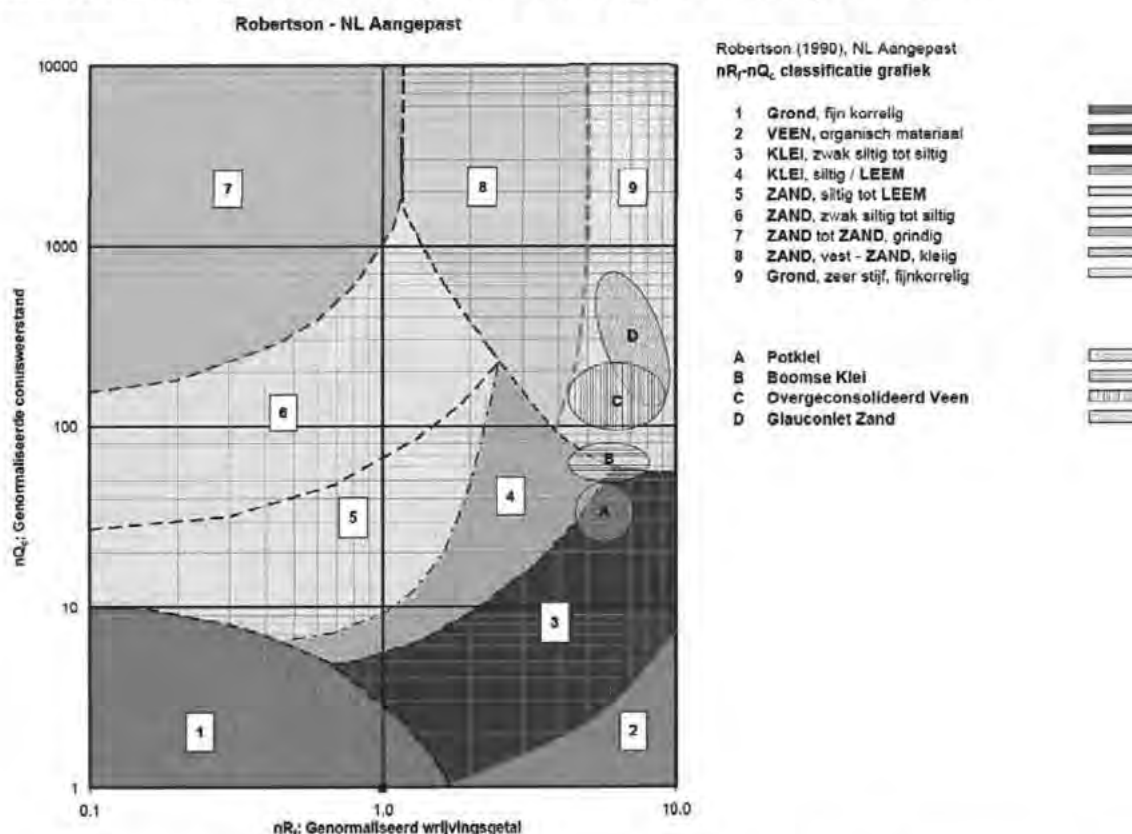 Robertson - NL Aangepast
Robertson (1990), NL Aangepast
nRf-nQc classificatie grafiek
1 Grond, fijn korrelig
2 VEEN, organisch materiaal
3 KLEI, zwak siltig tot siltig
4 KLEI, siltig / LEEM
5 ZAND, siltig tot LEEM
6 ZAND, zwak siltig tot siltig
7 ZAND tot ZAND, grindig
8 ZAND, vast - ZAND, kleiig
9 Grond, zeer stijf, fijnkorrelig
A Potklei
B Boomse Klei
C Overgeconsolideerd Veen
D Glauconiet Zand
nQc; Genormaliseerde conusweerstand
10000
1000
100
10
1
7
8
9
D
C
6
B
4
A
5
3
1
2
0.1
1.0
10.0
nRf; Genormaliseerd wrijvingsgetal